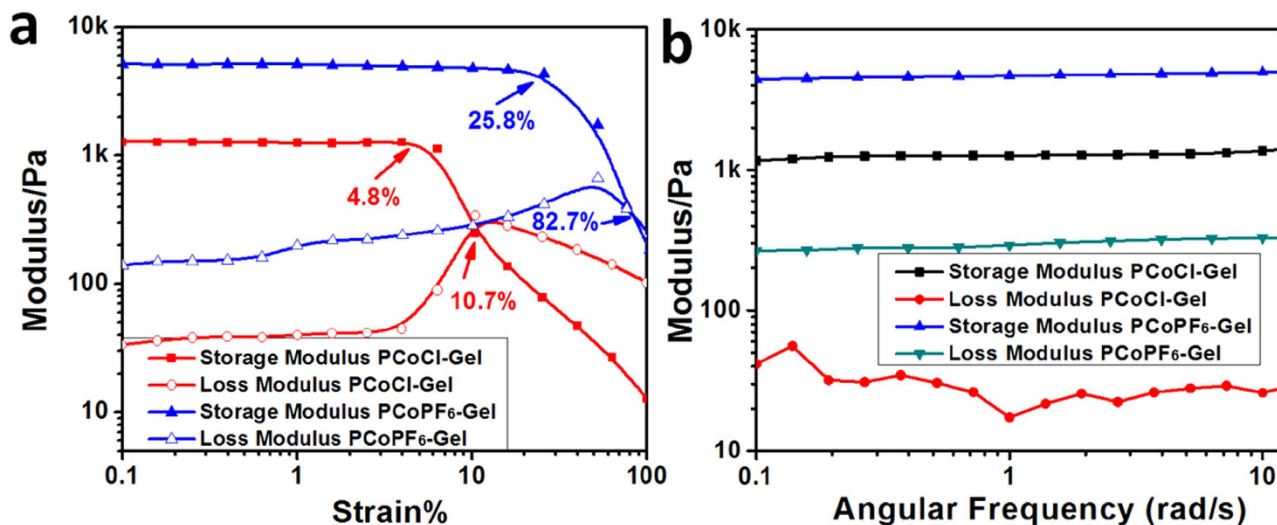 a
10k
1k
100
10
Modulus/Pa
25.8%
4.8%
82.7%
10.7%
Storage Modulus PCoCl-Gel
Loss Modulus PCoCl-Gel
Storage Modulus PCoPF₆-Gel
Loss Modulus PCoPF₆-Gel
0.1 1 10 100
Strain%
b
10k
1k
100
10
Modulus/Pa
Storage Modulus PCoCl-Gel
Loss Modulus PCoCl-Gel
Storage Modulus PCoPF₆-Gel
Loss Modulus PCoPF₆-Gel
0.1 1 10
Angular Frequency (rad/s)